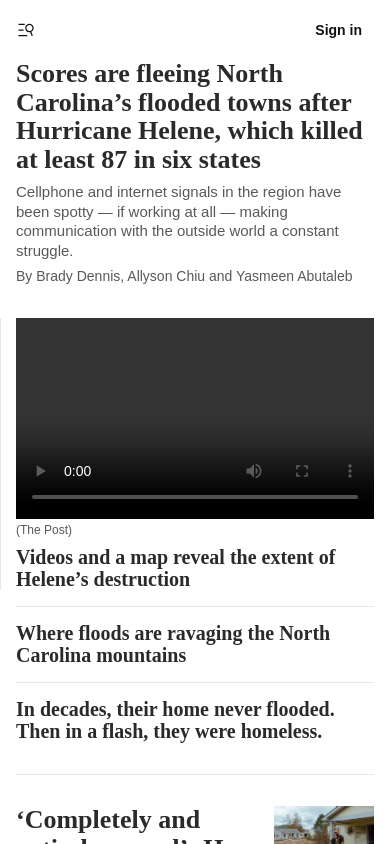 Sign in
Scores are fleeing North
Carolina’s flooded towns after
Hurricane Helene, which killed
at least 87 in six states
Cellphone and internet signals in the region have
been spotty — if working at all — making
communication with the outside world a constant
struggle.
By Brady Dennis, Allyson Chiu and Yasmeen Abutaleb
0:00
(The Post)
Videos and a map reveal the extent of
Helene’s destruction
Where floods are ravaging the North
Carolina mountains
In decades, their home never flooded.
Then in a flash, they were homeless.
‘Completely and